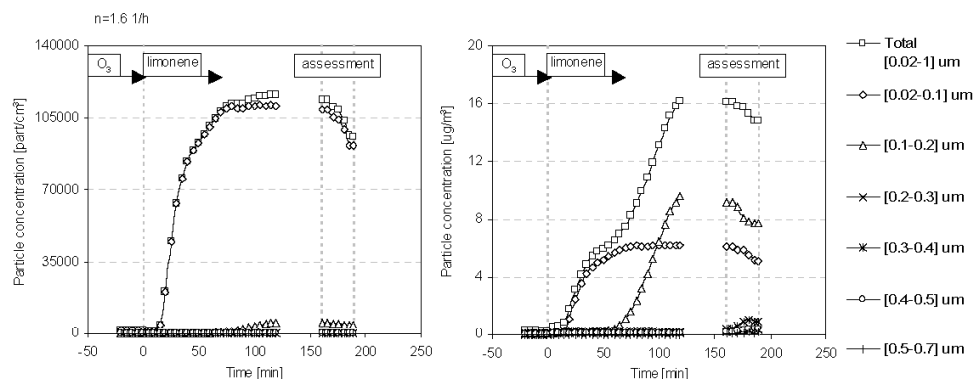 n=1.6 1/h
140000
105000
70000
35000
0
-50 0 50 100 150 200 250
Time [min]
Particle concentration [part/cm³]
O₃
limonene
assessment
20
16
12
8
4
0
-50 0 50 100 150 200 250
Time [min]
Particle concentration [ug/m³]
O₃
limonene
assessment
Total
[0.02-1] um
[0.02-0.1] um
[0.1-0.2] um
[0.2-0.3] um
[0.3-0.4] um
[0.4-0.5] um
[0.5-0.7] um